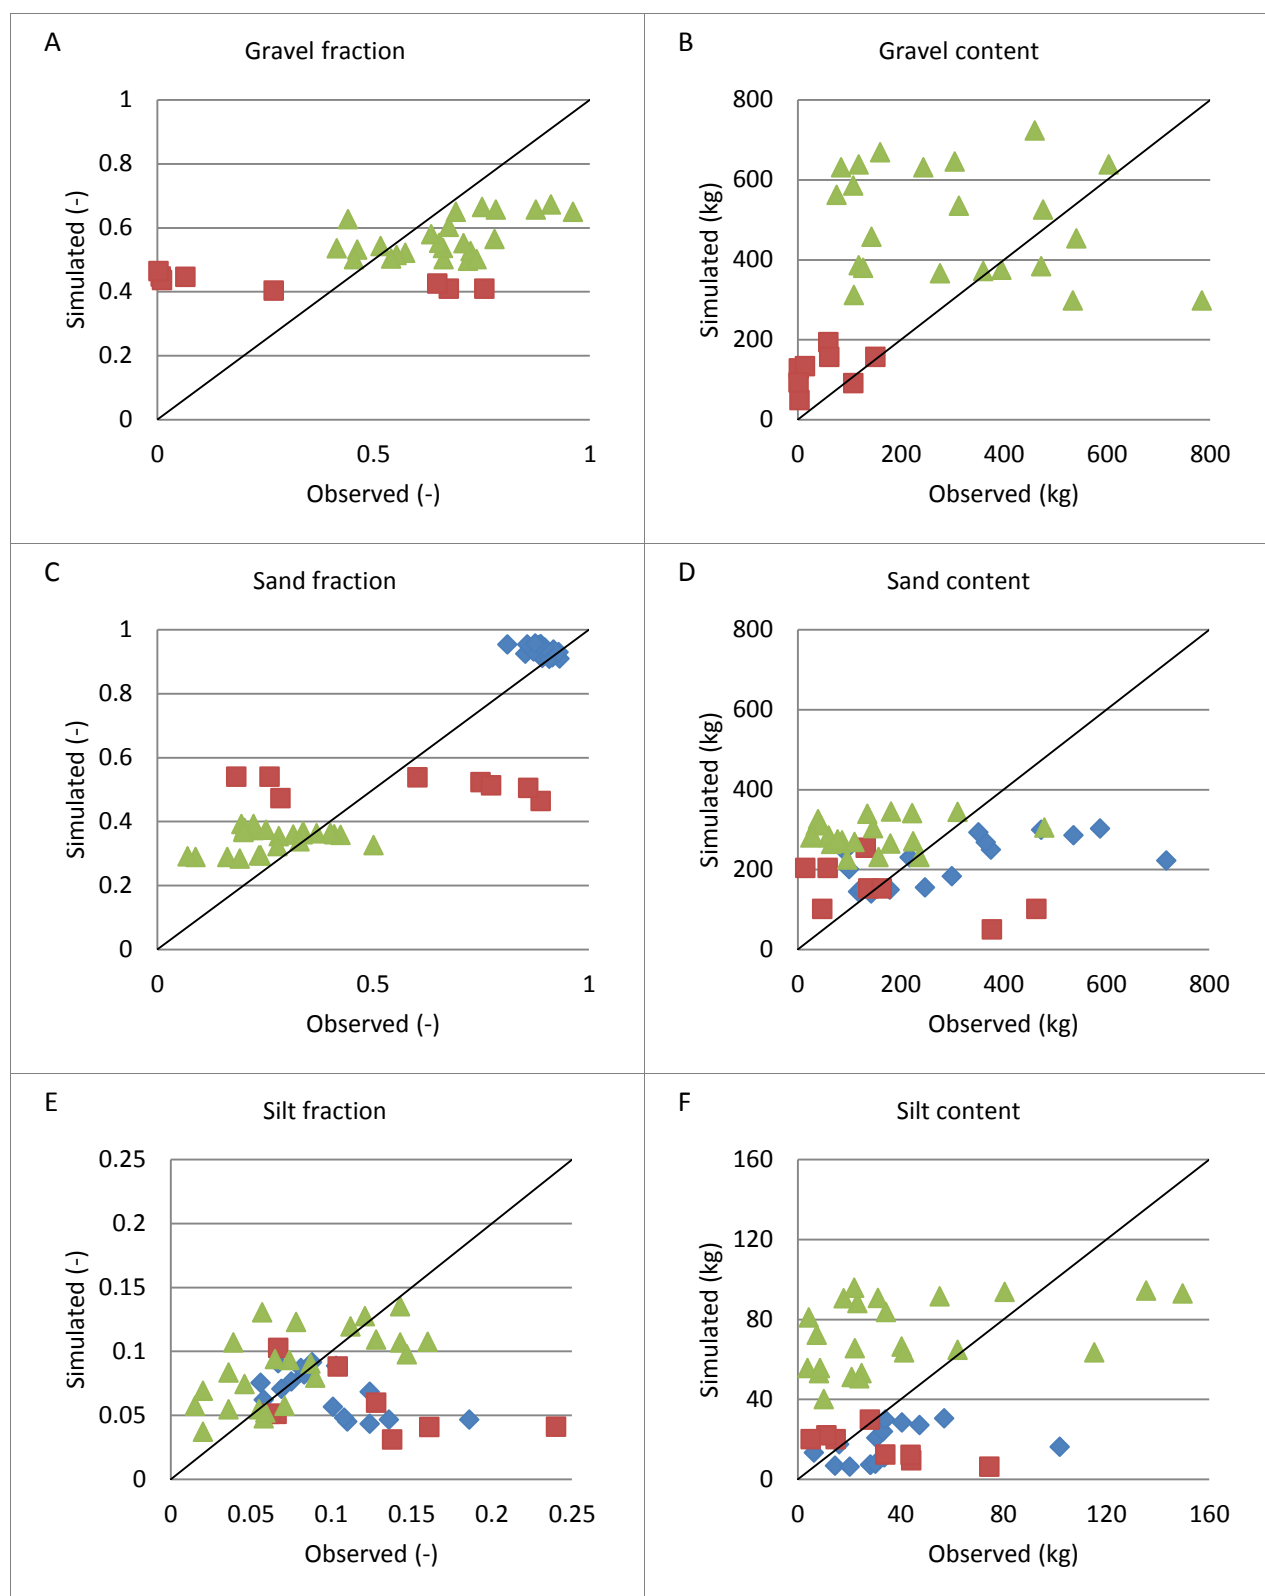 A
Gravel fraction
Simulated (-)
1
0.8
0.6
0.4
0.2
0
0 0.5 1
Observed (-)
B
Gravel content
Simulated (kg)
800
600
400
200
0
0 200 400 600 800
Observed (kg)
C
Sand fraction
Simulated (-)
1
0.8
0.6
0.4
0.2
0
0 0.5 1
Observed (-)
D
Sand content
Simulated (kg)
800
600
400
200
0
0 200 400 600 800
Observed (kg)
E
Silt fraction
Simulated (-)
0.25
0.2
0.15
0.1
0.05
0
0 0.05 0.1 0.15 0.2 0.25
Observed (-)
F
Silt content
Simulated (kg)
160
120
80
40
0
0 40 80 120 160
Observed (kg)